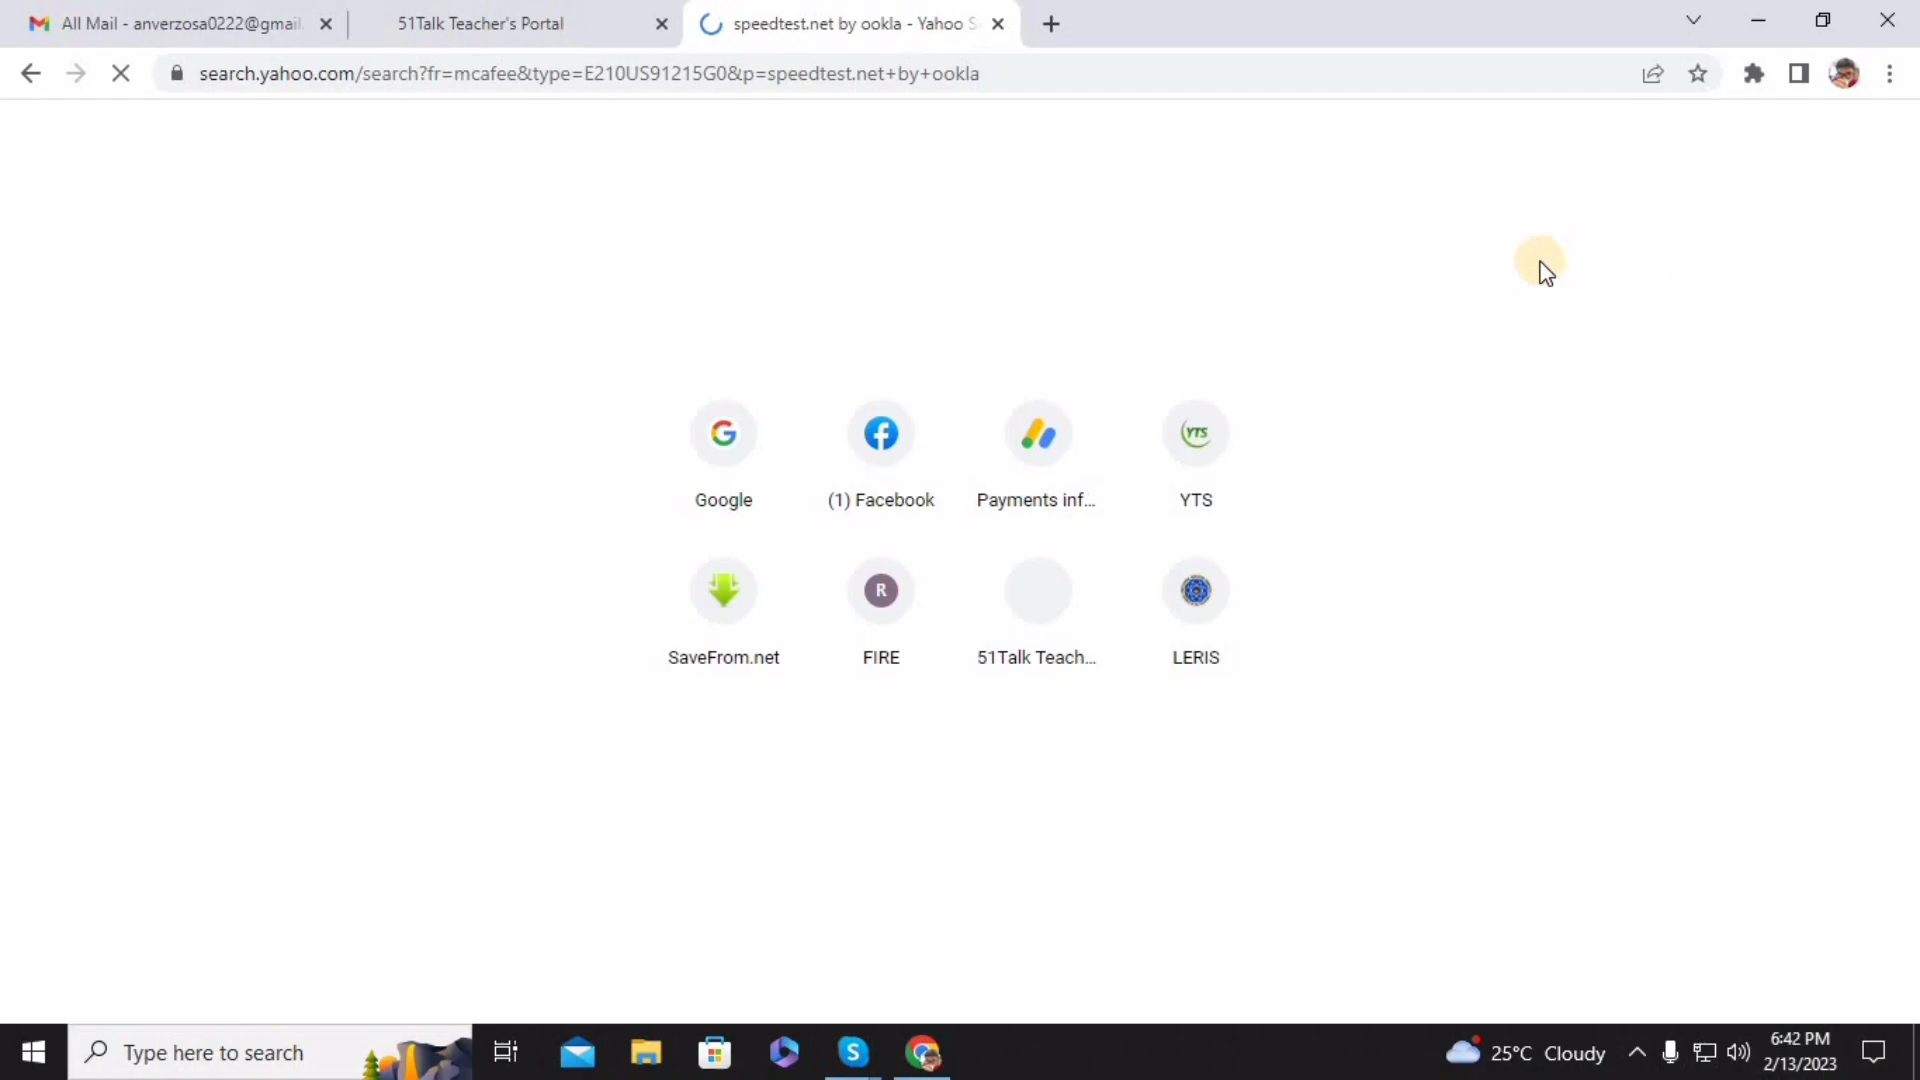 All Mail - anverzosa0222@gmail.
51Talk Teacher's Portal
speedtest.net by ookla - Yahoo S
search.yahoo.com/search?fr=mcafee&type=E210US91215G0&p=speedtest.net+by+ookla
Google
(1) Facebook
Payments inf...
YTS
YTS
SaveFrom.net
R
FIRE
51Talk Teach...
LERIS
Type here to search
25°C Cloudy
6:42 PM
2/13/2023